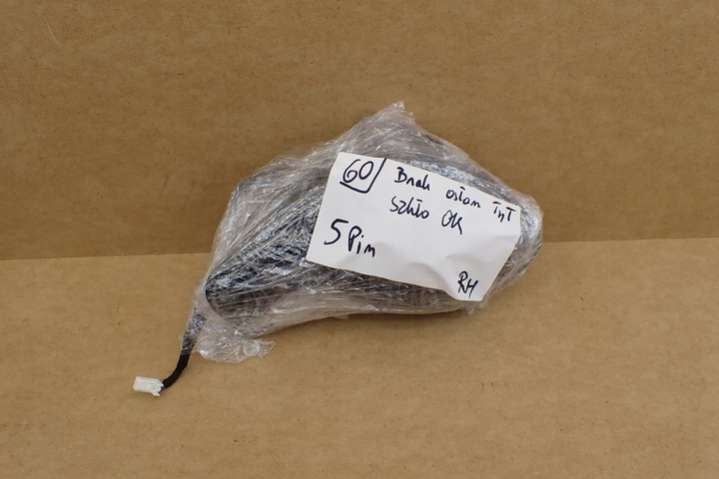 60 Brak osłon
Szkło OK
5 Pin
RH